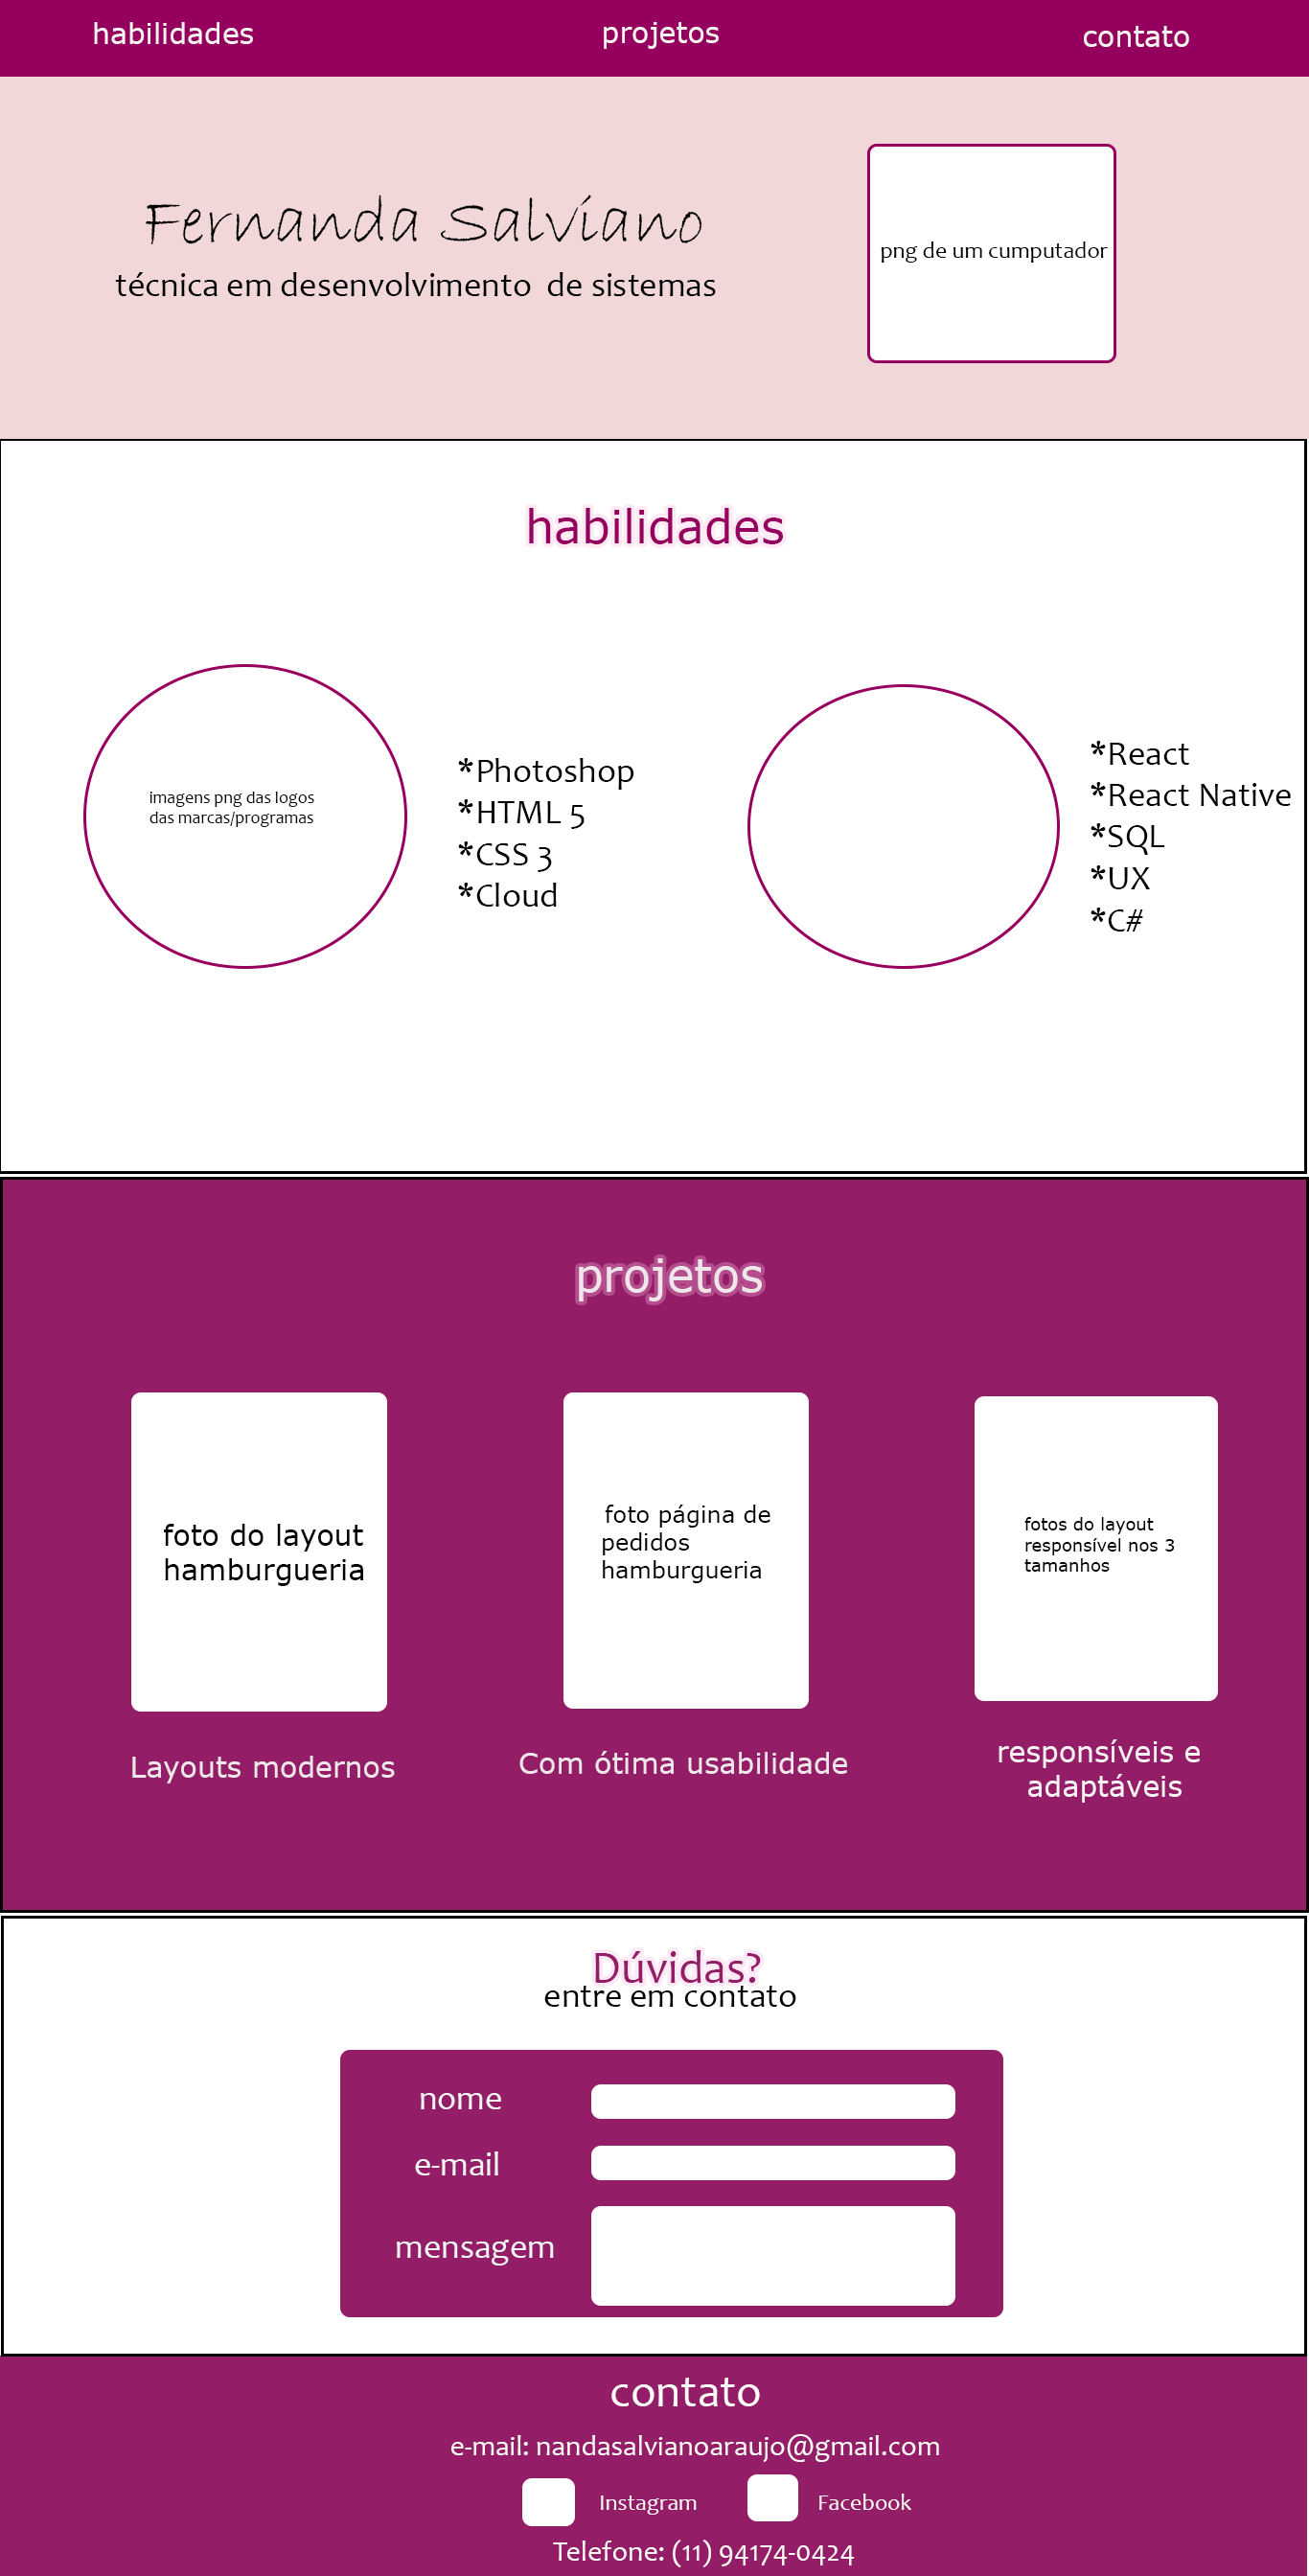 habilidades
projetos
contato
Fernanda Salviano
técnica em desenvolvimento de sistemas
png de um cumputador
habilidades
imagens png das logos
das marcas/programas
*Photoshop
*HTML 5
*CSS 3
*Cloud
*React
*React Native
*SQL
*UX
*C#
projetos
foto do layout
hamburgueria
foto página de
pedidos
hamburgueria
fotos do layout
responsível nos 3
tamanhos
Layouts modernos
Com ótima usabilidade
responsíveis e
adaptáveis
Dúvidas?
entre em contato
nome
e-mail
mensagem
contato
e-mail: nandasalvianoaraujo@gmail.com
Instagram
Facebook
Telefone: (11) 94174-0424